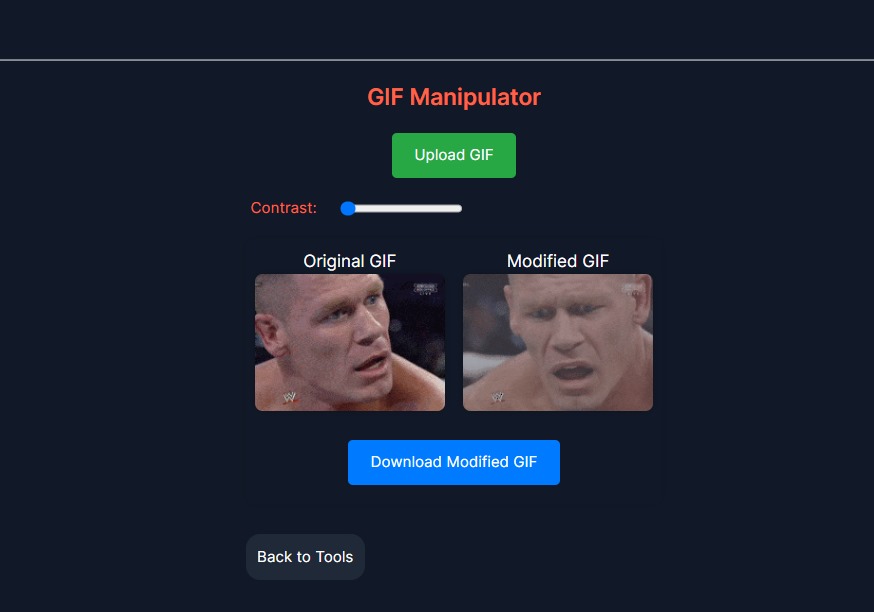 GIF Manipulator
Upload GIF
Contrast:
Original GIF
Modified GIF
Download Modified GIF
Back to Tools